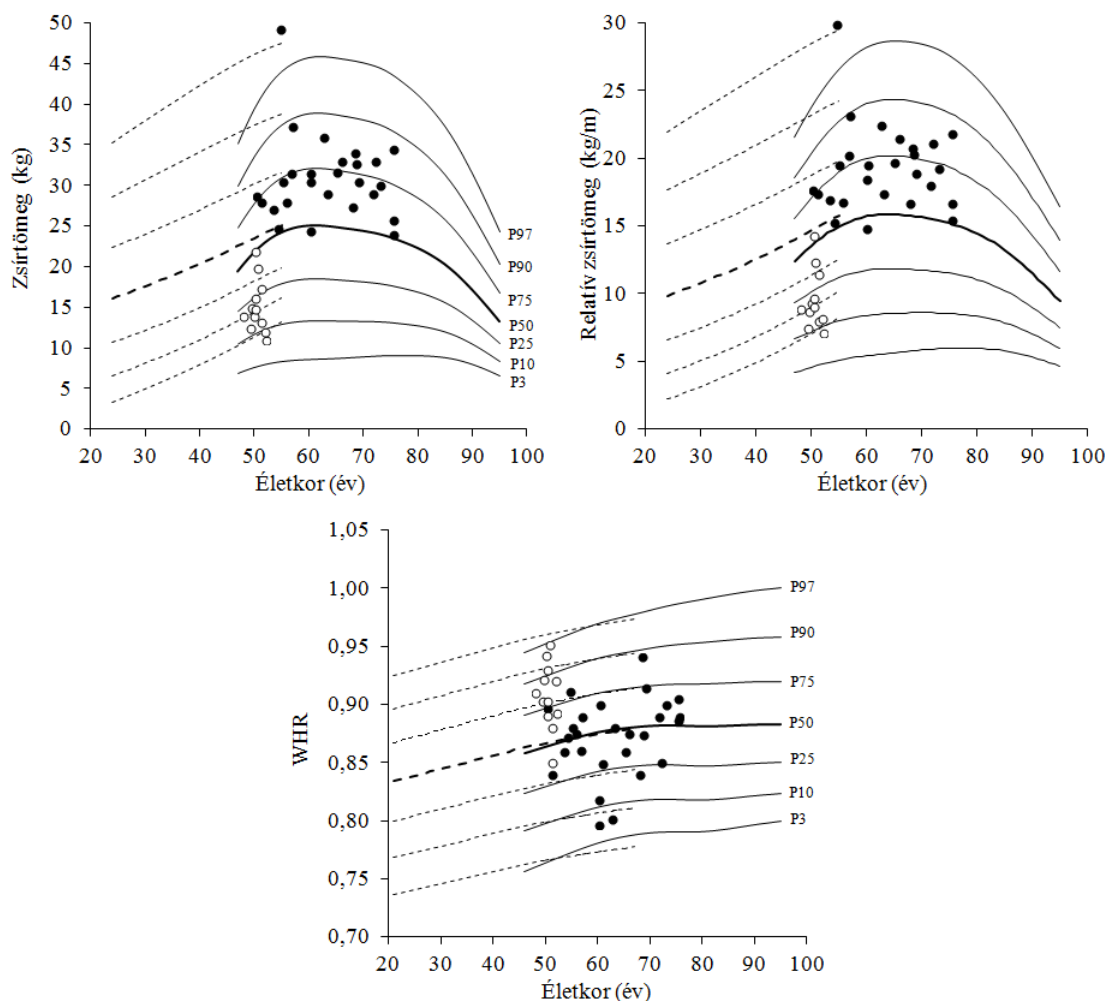 Zsírtömeg (kg)
50
45
40
35
30
25
20
15
10
5
0
P97
P90
P75
P50
P25
P10
P3
20 30 40 50 60 70 80 90 100
Életkor (év)
Relatív zsírtömeg (kg/m)
30
25
20
15
10
5
0
20 30 40 50 60 70 80 90 100
Életkor (év)
WHR
1,05
1,00
0,95
0,90
0,85
0,80
0,75
0,70
P97
P90
P75
P50
P25
P10
P3
20 30 40 50 60 70 80 90 100
Életkor (év)